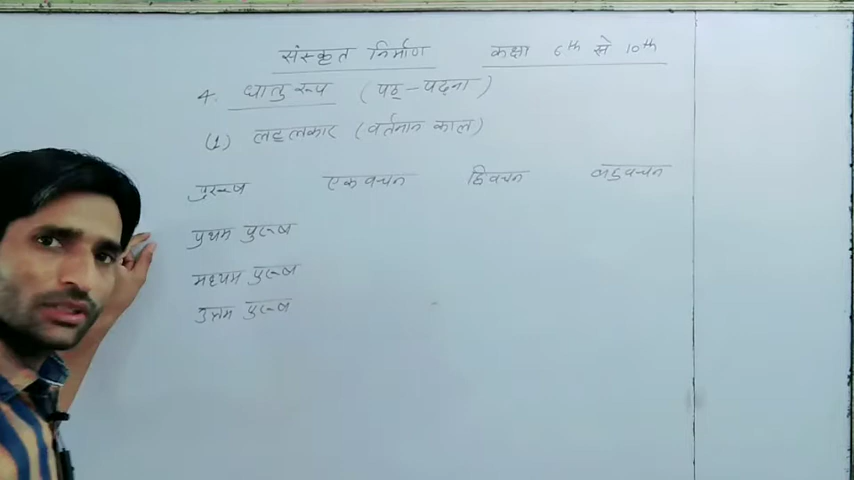 संस्कृत निर्माण कक्षा 6th से 10th
4. धातु रूप (पठ् - पढ़ना)
(1) लट् लकार (वर्तमान काल)
पुरूष एकवचन द्विवचन बहुवचन
प्रथम पुरूष
मध्यम पुरूष
उत्तम पुरूष